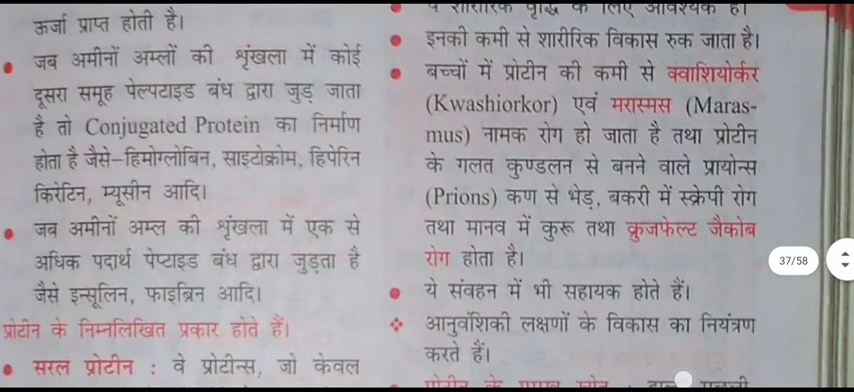 ऊर्जा प्राप्त होती है।
जब अमीनों अम्लों की शृंखला में कोई
दूसरा समूह पेल्पटाइड बंध द्वारा जुड़ जाता
है तो Conjugated Protein का निर्माण
होता है जैसे–हिमोग्लोबिन, साइटोक्रोम, हिपेरिन
किरेटिन, म्यूसीन आदि।
जब अमीनों अम्ल की शृंखला में एक से
अधिक पदार्थ पेप्टाइड बंध द्वारा जुड़ता है
जैसे इन्सूलिन, फाइब्रिन आदि।
प्रोटीन के निम्नलिखित प्रकार होते हैं।
सरल प्रोटीन : वे प्रोटीन्स, जो केवल
ये शारीरिक वृद्धि के लिए आवश्यक है।
इनकी कमी से शारीरिक विकास रुक जाता है।
बच्चों में प्रोटीन की कमी से क्वाशियोर्कर
(Kwashiorkor) एवं मरास्मस (Maras-
mus) नामक रोग हो जाता है तथा प्रोटीन
के गलत कुण्डलन से बनने वाले प्रायोन्स
(Prions) कण से भेड़, बकरी में स्क्रेपी रोग
तथा मानव में कुरू तथा क्रुजफेल्ट जैकोब
रोग होता है।
ये संवहन में भी सहायक होते हैं।
आनुवंशिकी लक्षणों के विकास का नियंत्रण
करते हैं।
प्रोटीन के
37/58